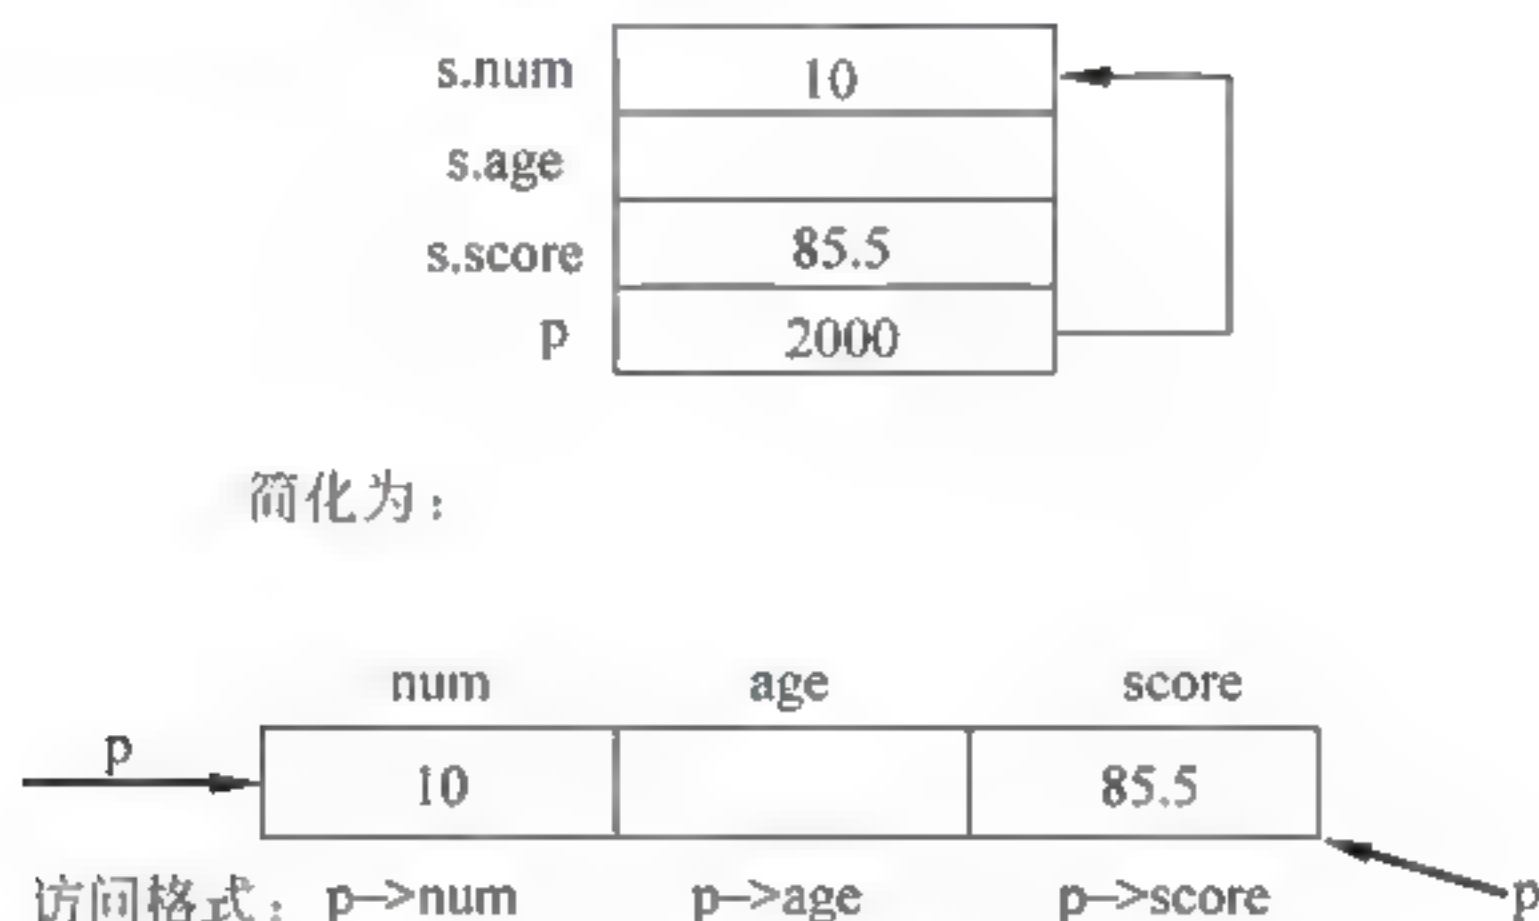 s.num 10
s.age
s.score 85.5
p 2000
简化为：
num age score
p
10 85.5
访问格式： p->num p->age p->score p